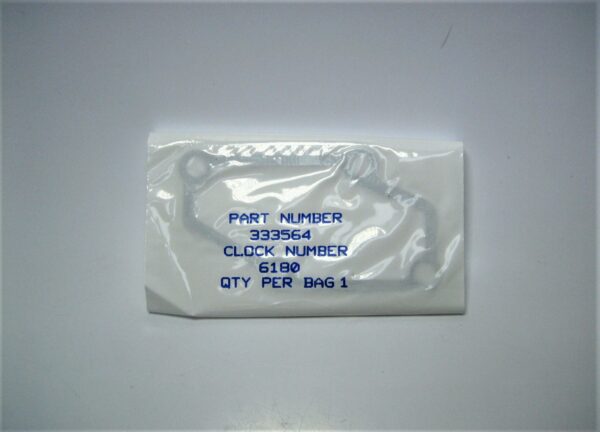 PART NUMBER
333564
CLOCK NUMBER
6180
QTY PER BAG 1